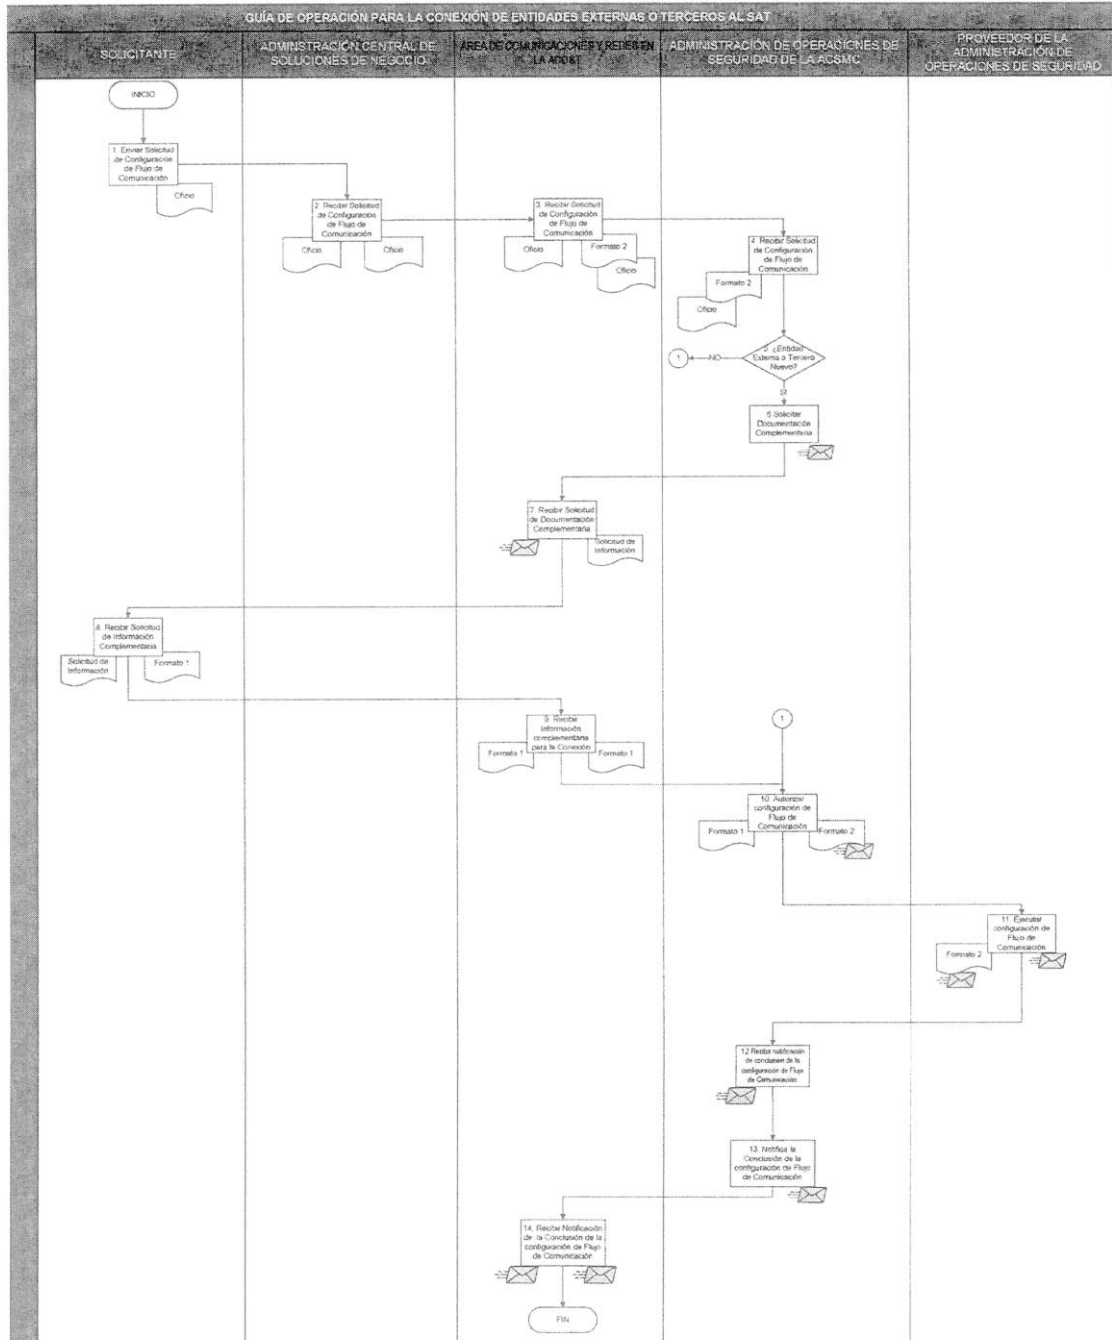 GUÍA DE OPERACIÓN PARA LA CONEXIÓN DE ENTIDADES EXTERNAS O TERCEROS AL SAT
SOLICITANTE
ADMINSTRACIÓN CENTRAL DE
SOLUCIONES DE NEGOCIO
AREA DE COMUNICACIONES Y REDES EN
LA
ADMINISTRACIÓN DE OPERACIONES DE
SEGURIDAD DE LA ACSMC
PROVEEDOR DE LA
ADMINISTRACIÓN DE
OPERACIONES DE SEGURIDAD
INICIO
1. Enviar Solicitud
de Configuración
de Flujo de
Comunicación
Oficio
2. Recibir Solicitud
de Configuración
de Flujo de
Comunicación
Oficio
Oficio
3. Recibir Solicitud
de Configuración
de Flujo de
Comunicación
Oficio
Formato 2
Oficio
4. Recibir Solicitud
de Configuración
de Flujo de
Comunicación
Formato 2
Oficio
5. ¿Entidad
Externa o Tercero
Nuevo?
NO
1
SI
6 Solicitar
Documentación
Complementaria
7. Recibir Solicitud
de Documentación
Complementaria
Solicitud de
Información
8. Recibir Solicitud
de Información
Complementaria
Solicitud de
Información
Formato 1
9. Recibir
Información
complementaria
para la Conexión
Formato 1
Formato 1
1
10. Autorizar
configuración de
Flujo de
Comunicación
Formato 1
Formato 2
11. Ejecutar
configuración de
Flujo de
Comunicación
Formato 2
12 Recibir notificación
de conclusión de la
configuración de Flujo
de Comunicación
13. Notifica la
Conclusión de la
configuración de Flujo
de Comunicación
14. Recibir Notificación
de la Conclusión de la
configuración de Flujo
de Comunicación
FIN